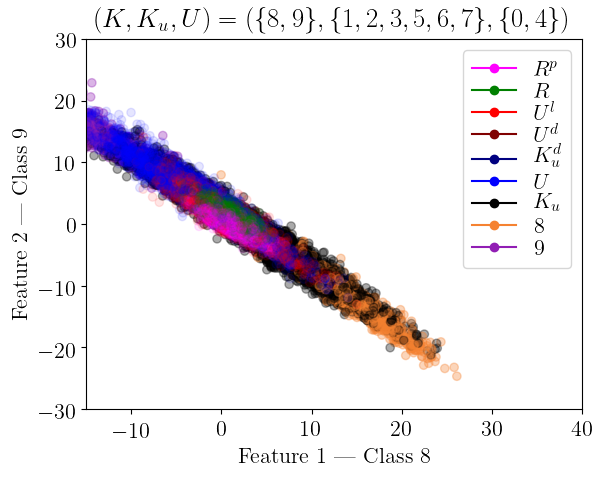 (K, K_u, U) = ({8, 9}, {1, 2, 3, 5, 6, 7}, {0, 4})
30
20
10
0
−10
−20
−30
Feature 2 — Class 9
R^p
R
U^l
U^d
K_u^d
U
K_u
8
9
−10
0
10
20
30
40
Feature 1 — Class 8